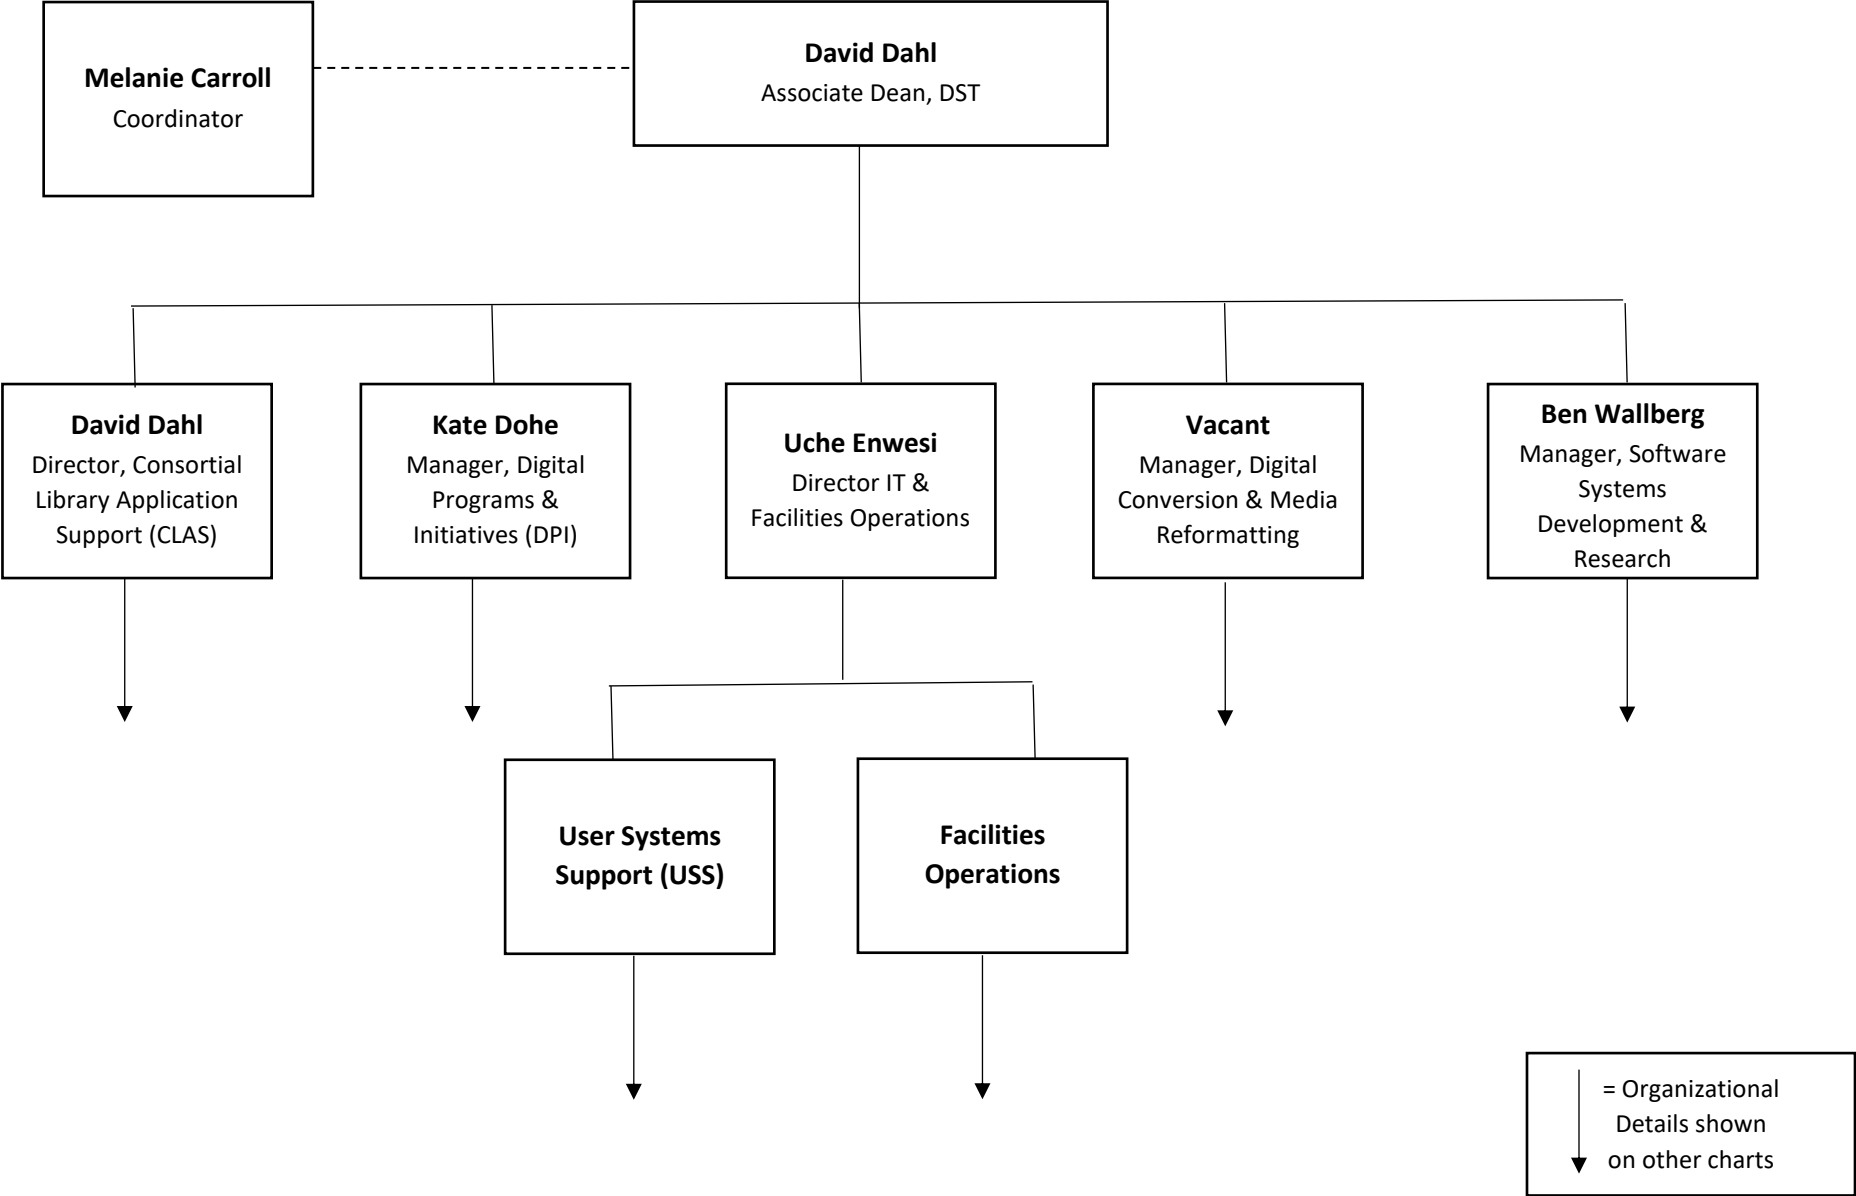 Melanie Carroll
Coordinator
David Dahl
Associate Dean, DST
David Dahl
Director, Consortial
Library Application
Support (CLAS)
Kate Dohe
Manager, Digital
Programs &
Initiatives (DPI)
Uche Enwesi
Director IT &
Facilities Operations
Vacant
Manager, Digital
Conversion & Media
Reformatting
Ben Wallberg
Manager, Software
Systems
Development &
Research
User Systems
Support (USS)
Facilities
Operations
= Organizational
Details shown
on other charts